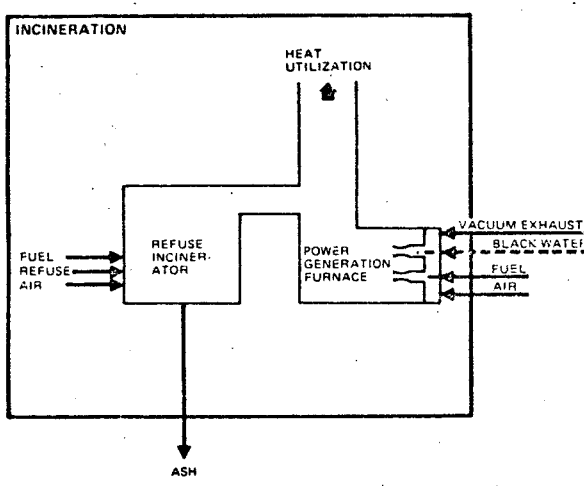 INCINERATION
HEAT
UTILIZATION
FUEL
REFUSE
AIR
REFUSE
INCINER-
ATOR
POWER
GENERATION
FURNACE
VACUUM EXHAUST
BLACK WATER
FUEL
AIR
ASH